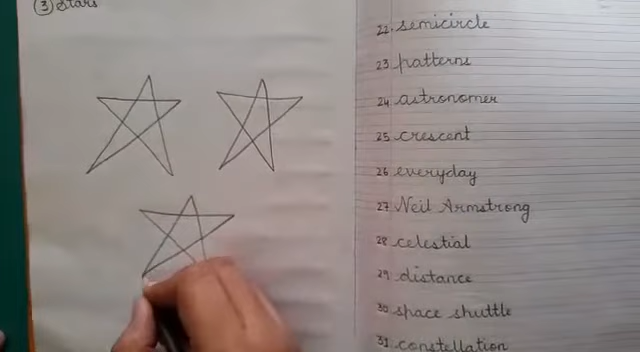 ③ Stars
22. semicircle
23 patterns
24 astronomer
25 crescent
26 everyday
27 Neil Armstrong
28 celestial
29 distance
30 space shuttle
31 constellation